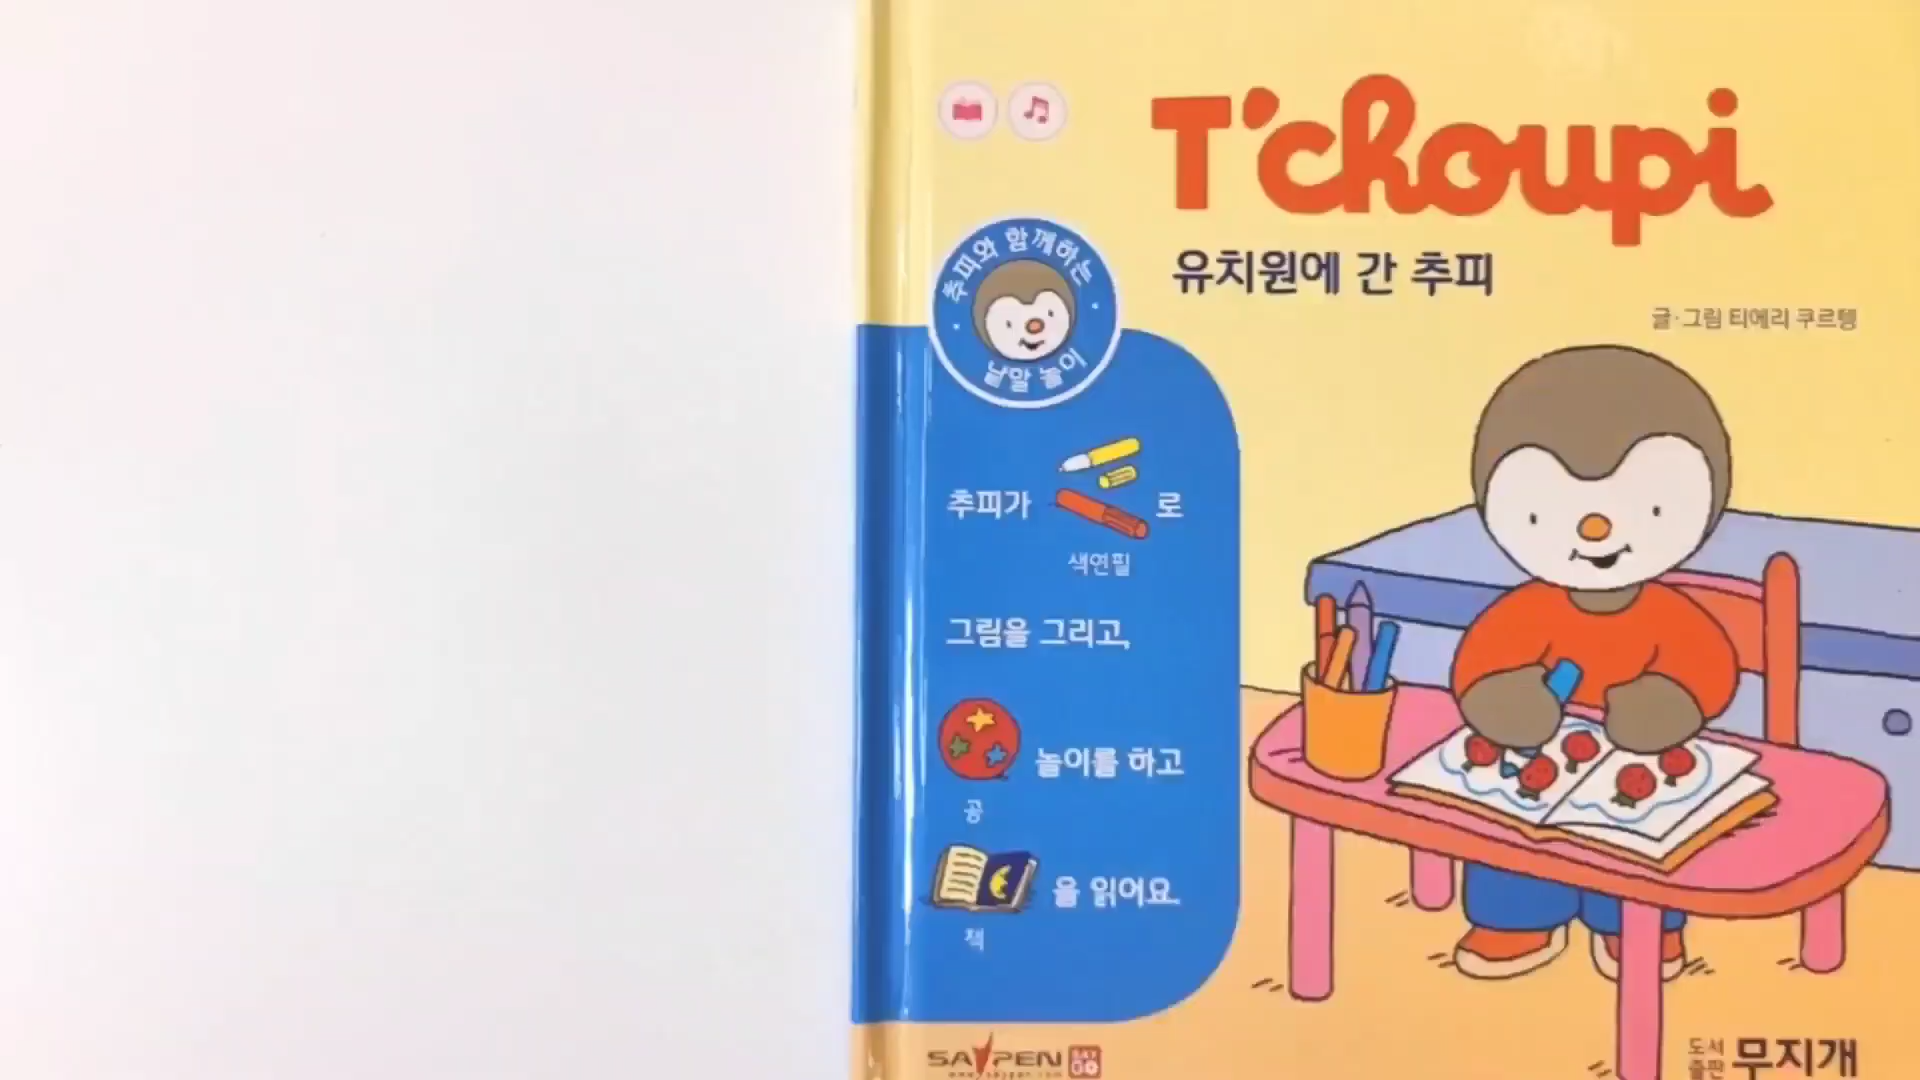 T'choupi
유치원에 간 추피
글·그림 티에리 쿠르탱
추피와 함께하는
낱말 놀이
추피가 로
색연필
그림을 그리고,
놀이를 하고
공
을 읽어요.
책
SAYPEN
www.saypen.com
도서
출판
무지개